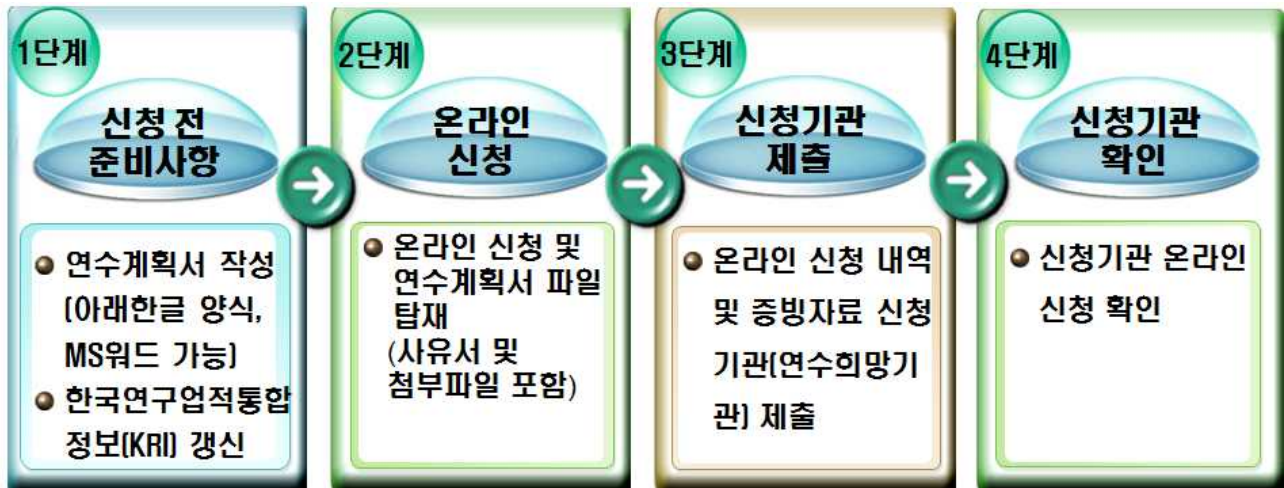 1단계
신청 전
준비사항
연수계획서 작성
(아래한글 양식,
MS워드 가능)
한국연구업적통합
정보(KRI) 갱신
2단계
온라인
신청
온라인 신청 및
연수계획서 파일
탑재
(사유서 및
첨부파일 포함)
3단계
신청기관
제출
온라인 신청 내역
및 증빙자료 신청
기관(연수희망기
관) 제출
4단계
신청기관
확인
신청기관 온라인
신청 확인